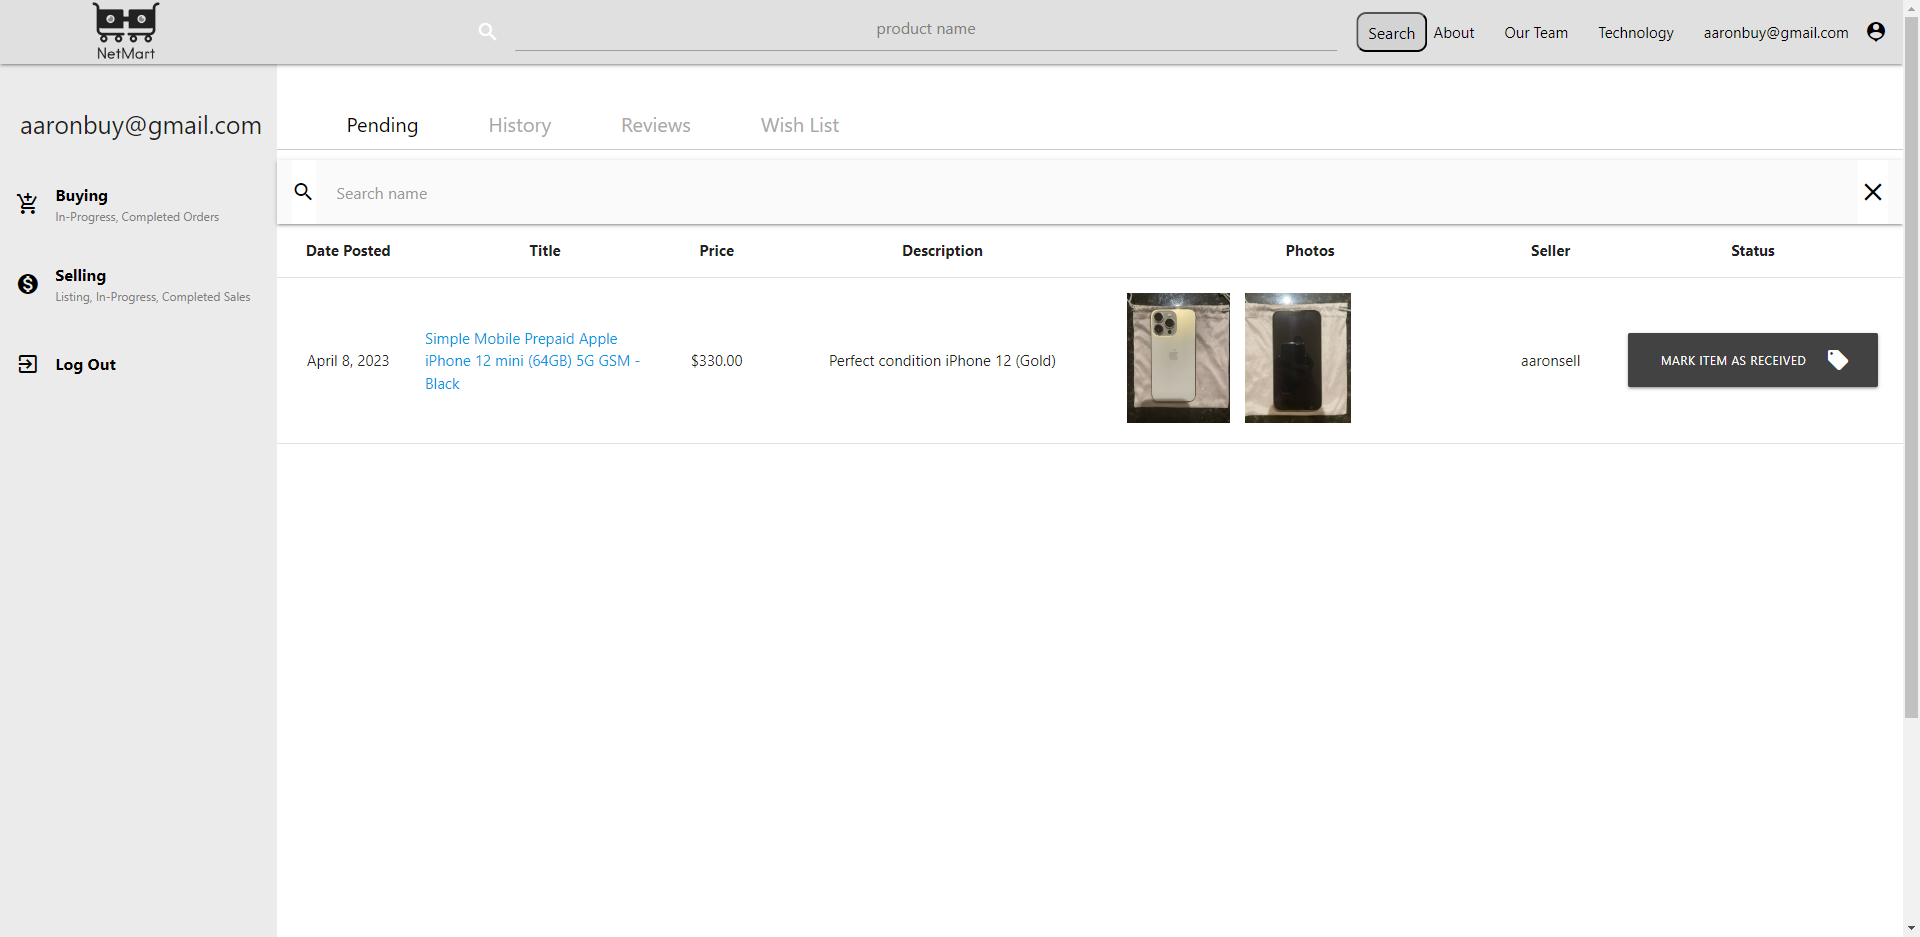 NetMart
product name
Search
About
Our Team
Technology
aaronbuy@gmail.com
aaronbuy@gmail.com
Buying
In-Progress, Completed Orders
Selling
Listing, In-Progress, Completed Sales
Log Out
Pending
History
Reviews
Wish List
Search name
Date Posted
Title
Price
Description
Photos
Seller
Status
April 8, 2023
Simple Mobile Prepaid Apple
iPhone 12 mini (64GB) 5G GSM -
Black
$330.00
Perfect condition iPhone 12 (Gold)
aaronsell
MARK ITEM AS RECEIVED